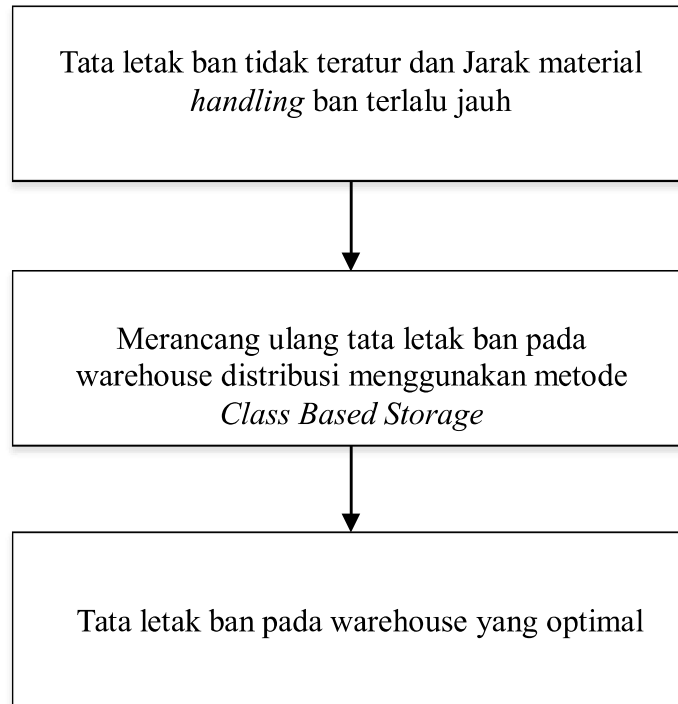 Tata letak ban tidak teratur dan Jarak material
handling ban terlalu jauh
Merancang ulang tata letak ban pada
warehouse distribusi menggunakan metode
Class Based Storage
Tata letak ban pada warehouse yang optimal